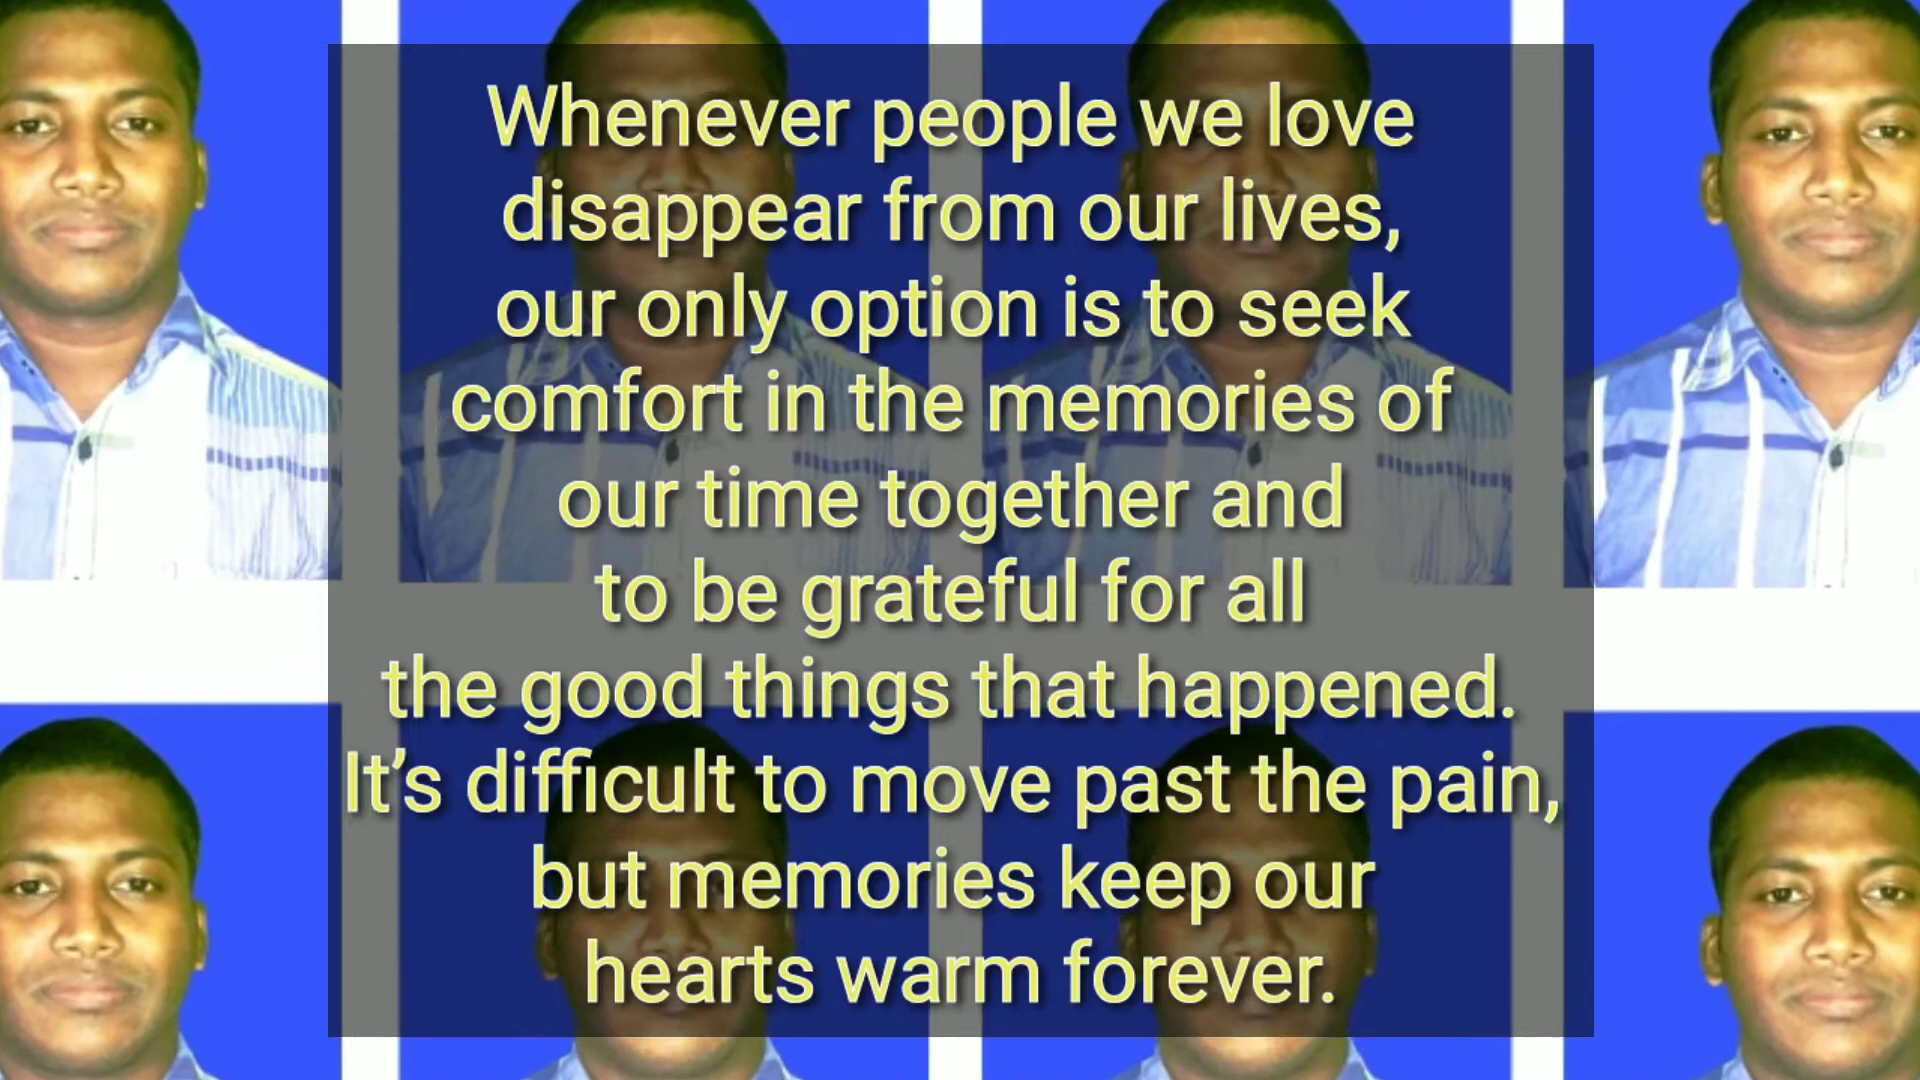 Whenever people we love
disappear from our lives,
our only option is to seek
comfort in the memories of
our time together and
to be grateful for all
the good things that happened.
It’s difficult to move past the pain,
but memories keep our
hearts warm forever.